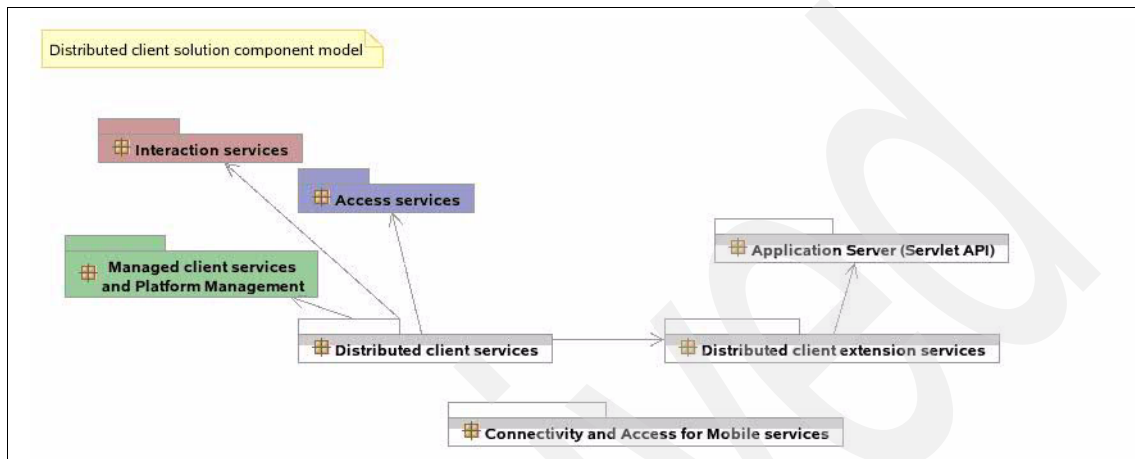 Distributed client solution component model
Interaction services
Access services
Managed client services
and Platform Management
Application Server (Servlet API)
Distributed client services
Distributed client extension services
Connectivity and Access for Mobile services